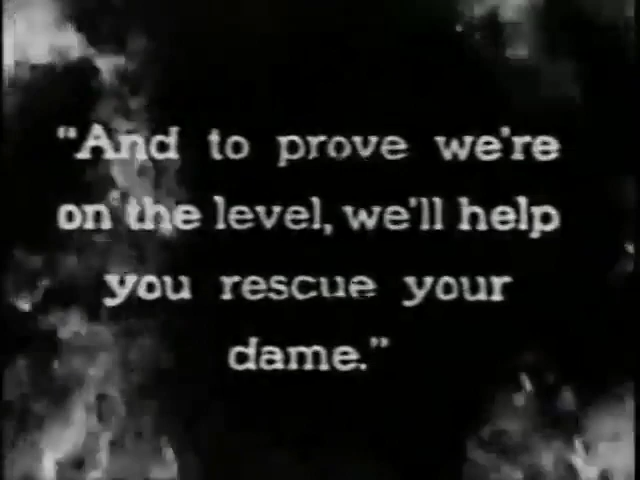 "And to prove we're
on the level, we'll help
you rescue your
dame."